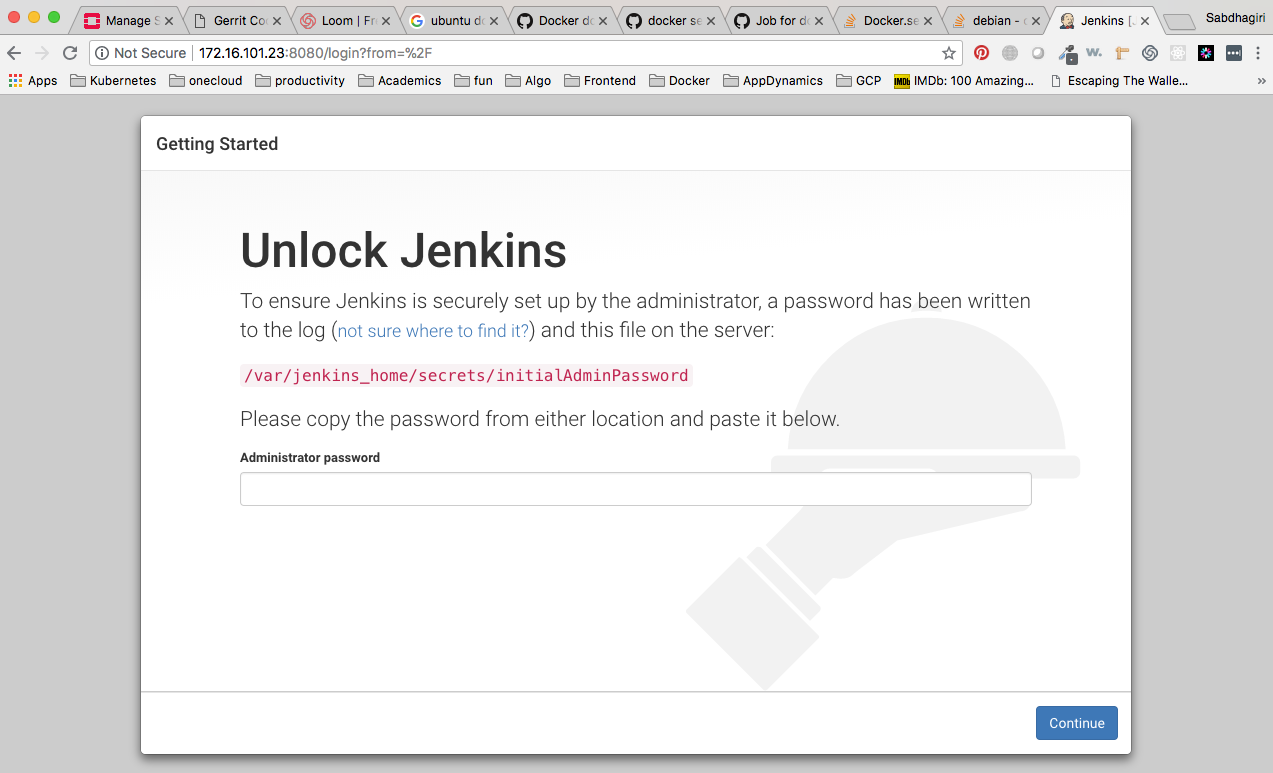 Manage S
Gerrit Co
Loom | Fr
ubuntu do
Docker do
docker se
Job for do
Docker.se
debian -
Jenkins [
Sabdhagiri
Not Secure
172.16.101.23:8080/login?from=%2F
Apps
Kubernetes
onecloud
productivity
Academics
fun
Algo
Frontend
Docker
AppDynamics
GCP
IMDb: 100 Amazing...
Escaping The Walle...
»
Getting Started
Unlock Jenkins
To ensure Jenkins is securely set up by the administrator, a password has been written
to the log (not sure where to find it?) and this file on the server:
/var/jenkins_home/secrets/initialAdminPassword
Please copy the password from either location and paste it below.
Administrator password
Continue